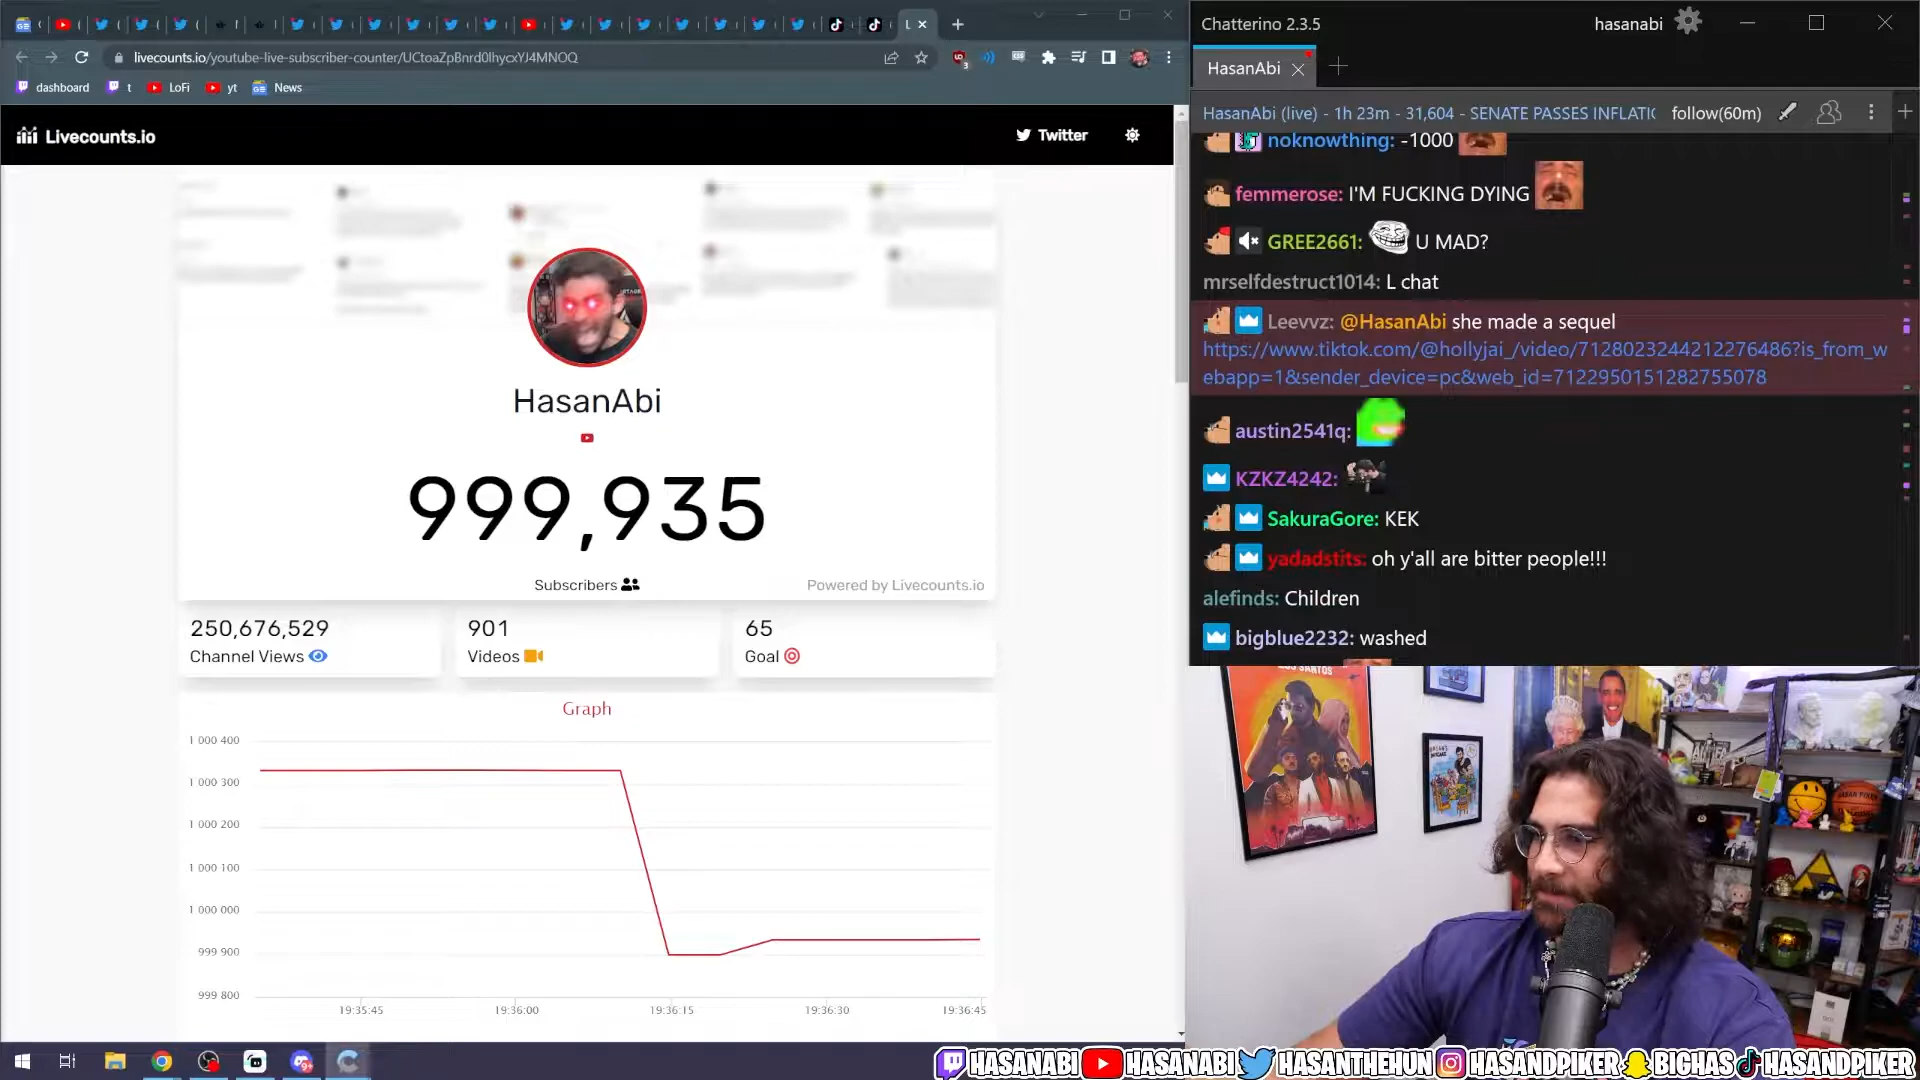 L
livecounts.io/youtube-live-subscriber-counter/UCtoaZpBnrd0lhycxYJ4MNOQ
dashboard
t
LoFi
yt
News
Livecounts.io
Twitter
HasanAbi
999,935
Subscribers
Powered by Livecounts.io
250,676,529
Channel Views
901
Videos
65
Goal
Graph
1 000 400
1 000 300
1 000 200
1 000 100
1 000 000
999 900
999 800
19:35:45
19:36:00
19:36:15
19:36:30
19:36:45
Chatterino 2.3.5
hasanabi
HasanAbi
HasanAbi (live) - 1h 23m - 31,604 - SENATE PASSES INFLATIC
follow(60m)
noknowthing: -1000
femmerose: I'M FUCKING DYING
GREE2661: U MAD?
mrselfdestruct1014: L chat
Leevvz: @HasanAbi she made a sequel
https://www.tiktok.com/@hollyjai_/video/7128023244212276486?is_from_w
ebapp=1&sender_device=pc&web_id=7122950151282755078
austin2541q:
KZKZ4242:
SakuraGore: KEK
yadadstits: oh y'all are bitter people!!!
alefinds: Children
bigblue2232: washed
HASANABI HASANABI HASANTHEHUN HASANDPIKER BIGHAS HASANDPIKER